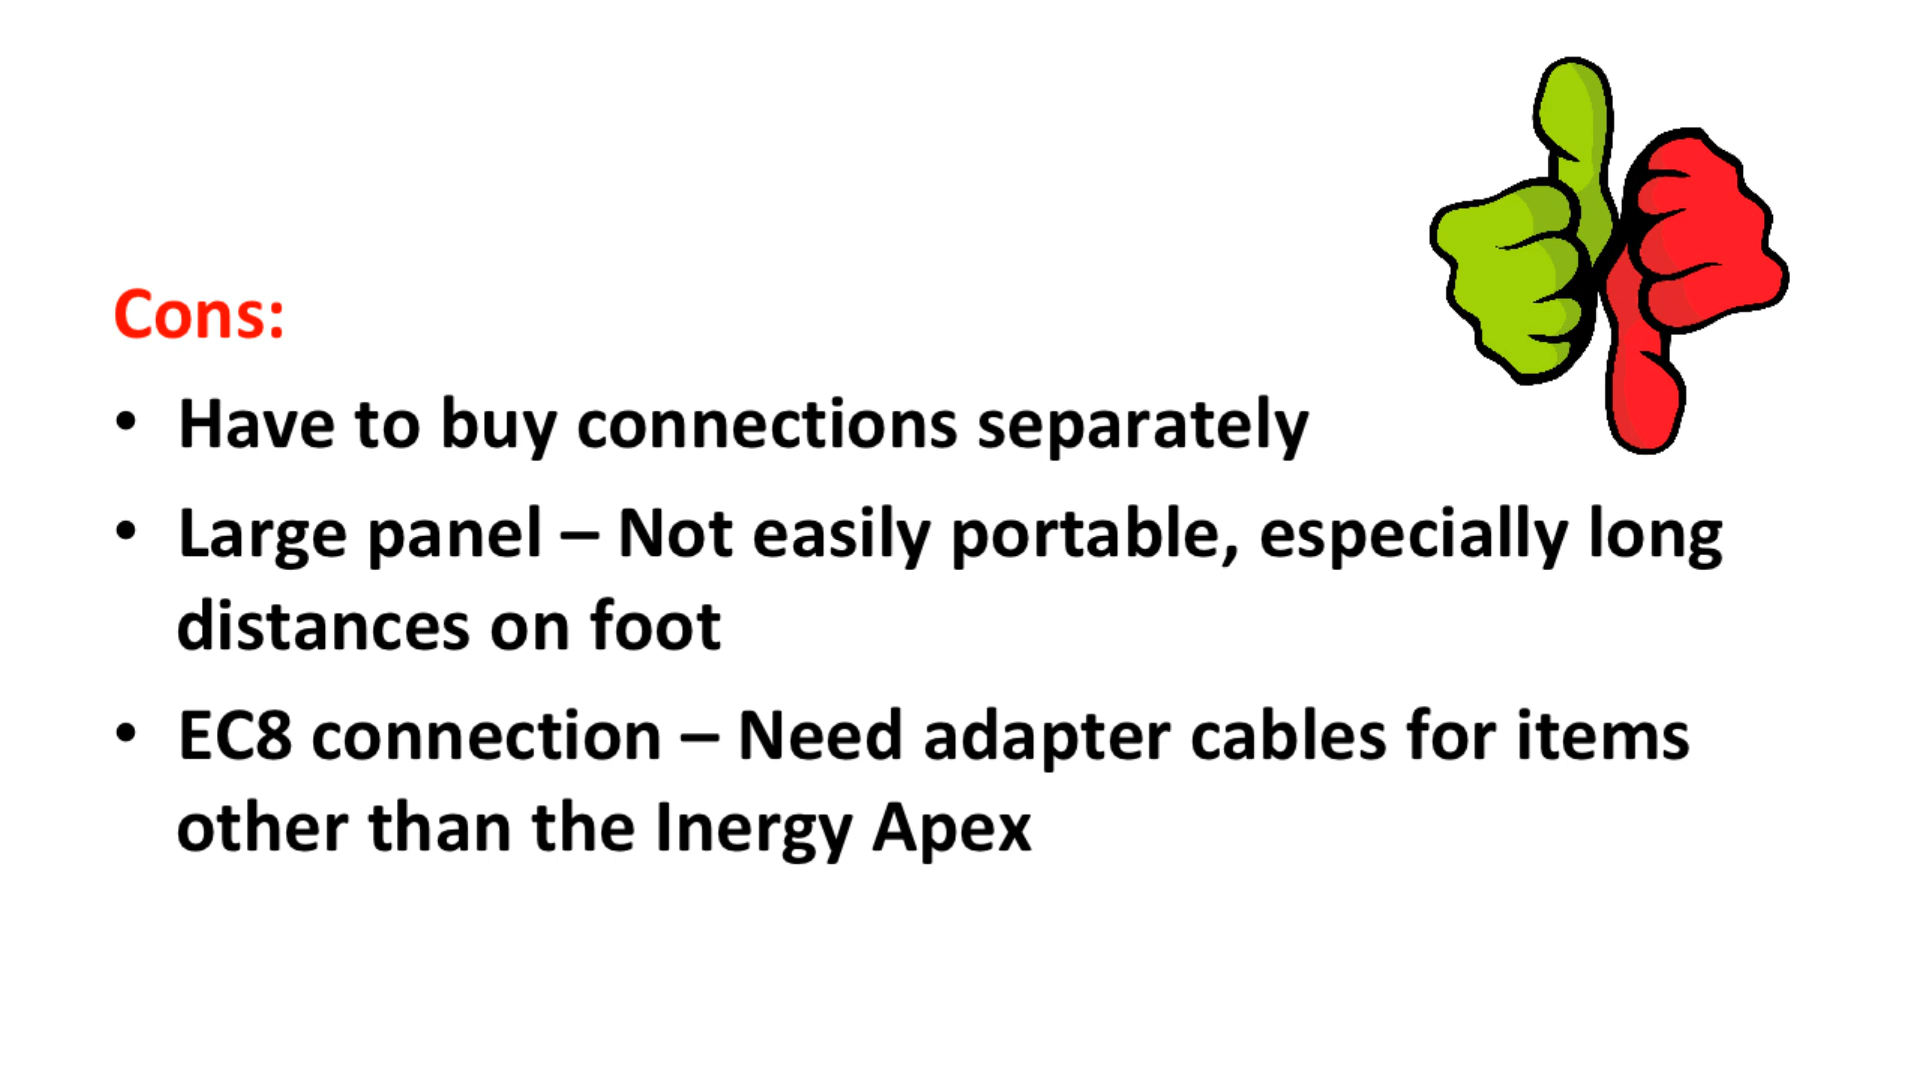 Cons:
• Have to buy connections separately
• Large panel – Not easily portable, especially long
distances on foot
• EC8 connection – Need adapter cables for items
other than the Inergy Apex